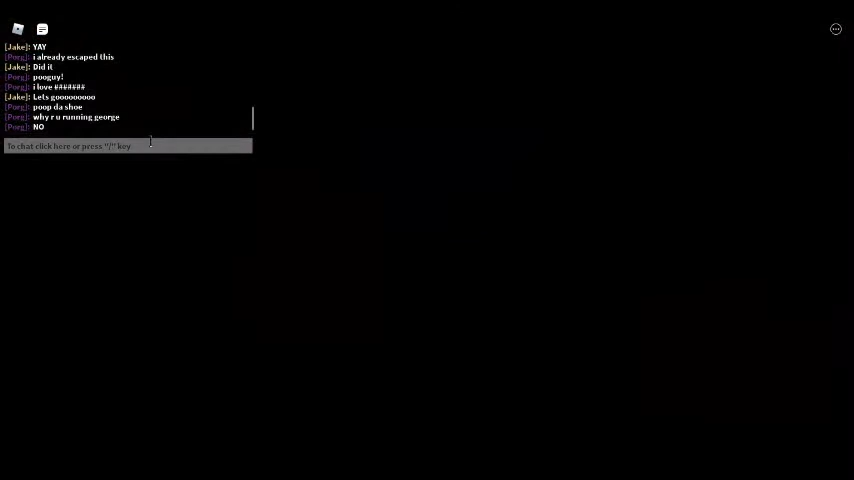 [Jake]: YAY
[Porg]: i already escaped this
[Jake]: Did it
[Porg]: pooguy!
[Porg]: i love #######
[Jake]: Lets gooooooooo
[Porg]: poop da shoe
[Porg]: why r u running george
[Porg]: NO
To chat click here or press "/" key